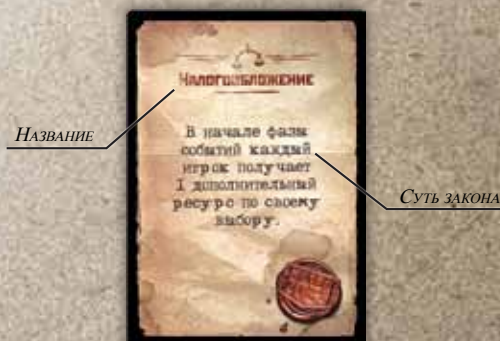 Налогообложение
Название
В начале фазы
событий каждый
игрок получает
1 дополнительный
ресурс по своему
выбору.
Суть закона